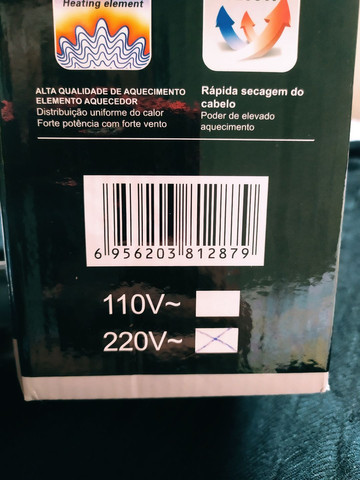 Heating element
ALTA QUALIDADE DE AQUECIMENTO
ELEMENTO AQUECEDOR
Distribuição uniforme do calor
Forte potência com forte vento
Rápida secagem do
cabelo
Poder de elevado
aquecimento
6 956203 812879
110V~
220V~